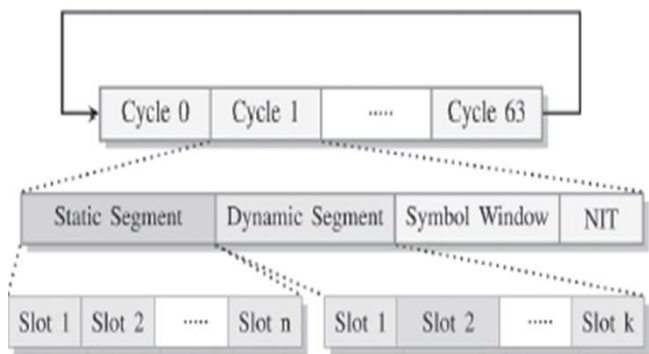 Cycle 0 Cycle 1 ..... Cycle 63
Static Segment Dynamic Segment Symbol Window NIT
Slot 1 Slot 2 ..... Slot n Slot 1 Slot 2 ..... Slot k